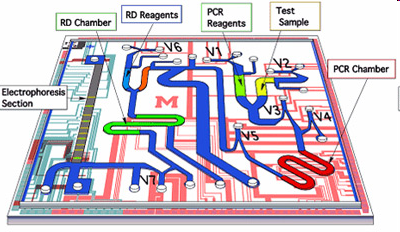 RD Chamber
RD Reagents
PCR
Reagents
Test
Sample
V6
V1
V2
Electrophoresis
Section
M
V3
V4
PCR Chamber
V5
V7